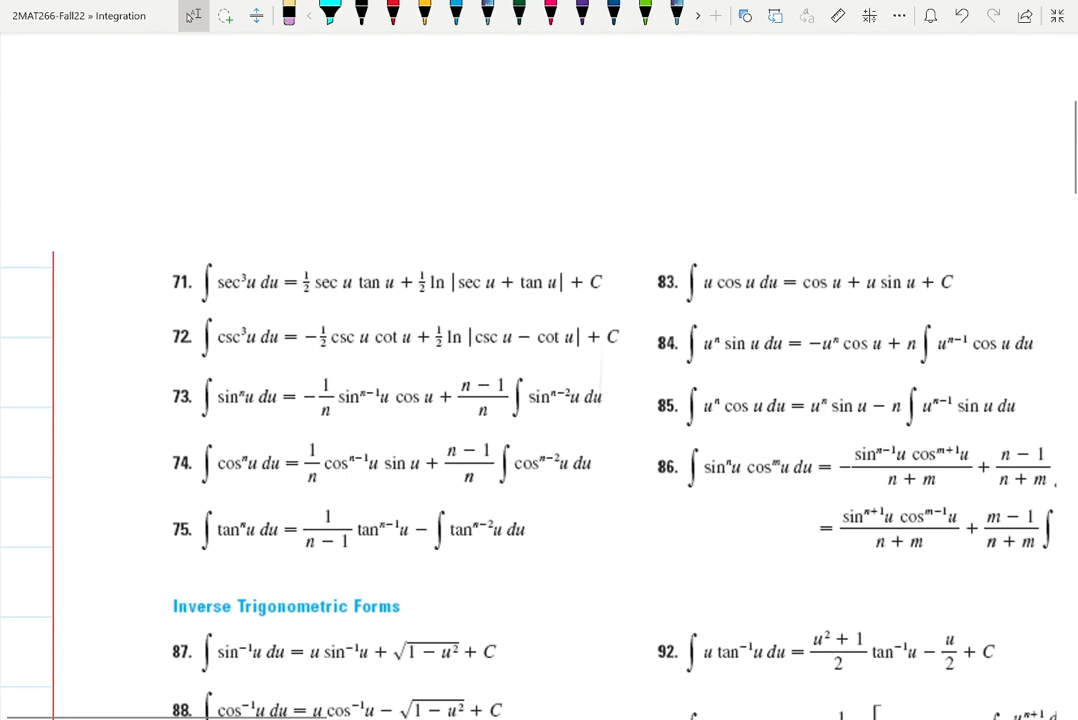 2MAT266-Fall22 » Integration
71. ∫ sec³u du = ½ sec u tan u + ½ ln |sec u + tan u| + C
72. ∫ csc³u du = −½ csc u cot u + ½ ln |csc u − cot u| + C
73. ∫ sinⁿu du = −1/n sinⁿ⁻¹u cos u + (n − 1)/n ∫ sinⁿ⁻²u du
74. ∫ cosⁿu du = 1/n cosⁿ⁻¹u sin u + (n − 1)/n ∫ cosⁿ⁻²u du
75. ∫ tanⁿu du = 1/(n − 1) tanⁿ⁻¹u − ∫ tanⁿ⁻²u du
83. ∫ u cos u du = cos u + u sin u + C
84. ∫ uⁿ sin u du = −uⁿ cos u + n ∫ uⁿ⁻¹ cos u du
85. ∫ uⁿ cos u du = uⁿ sin u − n ∫ uⁿ⁻¹ sin u du
86. ∫ sinⁿu cosᵐu du = −(sinⁿ⁻¹u cosᵐ⁺¹u)/(n + m) + (n − 1)/(n + m)
= (sinⁿ⁺¹u cosᵐ⁻¹u)/(n + m) + (m − 1)/(n + m) ∫
Inverse Trigonometric Forms
87. ∫ sin⁻¹u du = u sin⁻¹u + √(1 − u²) + C
88. ∫ cos⁻¹u du = u cos⁻¹u − √(1 − u²) + C
92. ∫ u tan⁻¹u du = (u² + 1)/2 tan⁻¹u − u/2 + C